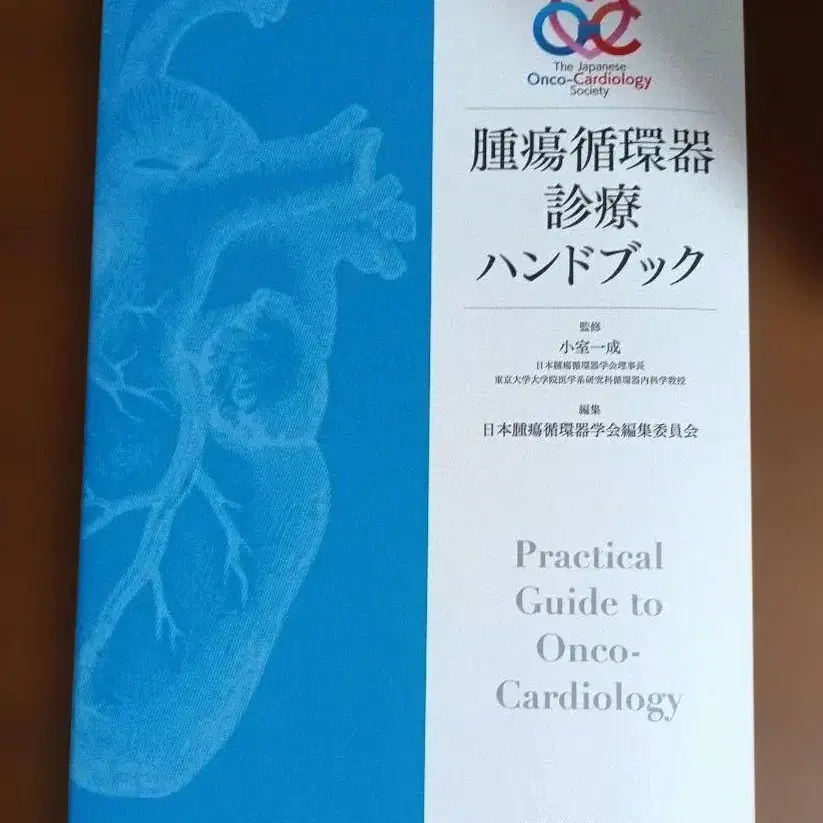 The Japanese
Onco-Cardiology
Society
腫瘍循環器
診療
ハンドブック
監修
小室一成
日本腫瘍循環器学会理事長
東京大学大学院医学系研究科循環器内科学教授
編集
日本腫瘍循環器学会編集委員会
Practical
Guide to
Onco-
Cardiology